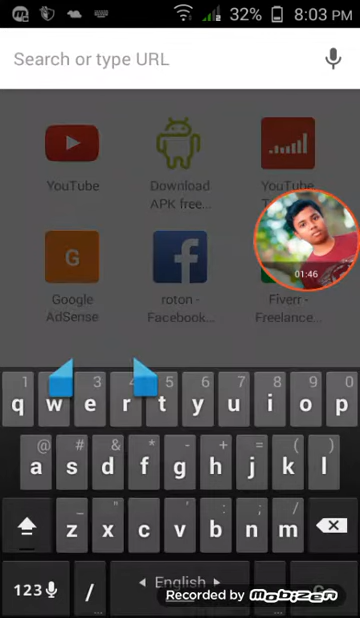 32% 8:03 PM
Search or type URL
YouTube
Download
APK free...
YouTube
G
Google
AdSense
roton -
Facebook...
Fiverr -
Freelance...
01:46
1 2 3 4 5 6 7 8 9 0
q w e r t y u i o p
@ # & * - + = ( )
a s d f g h j k l
_ " ' : ; /
z x c v b n m
123 / English
Recorded by mobizen